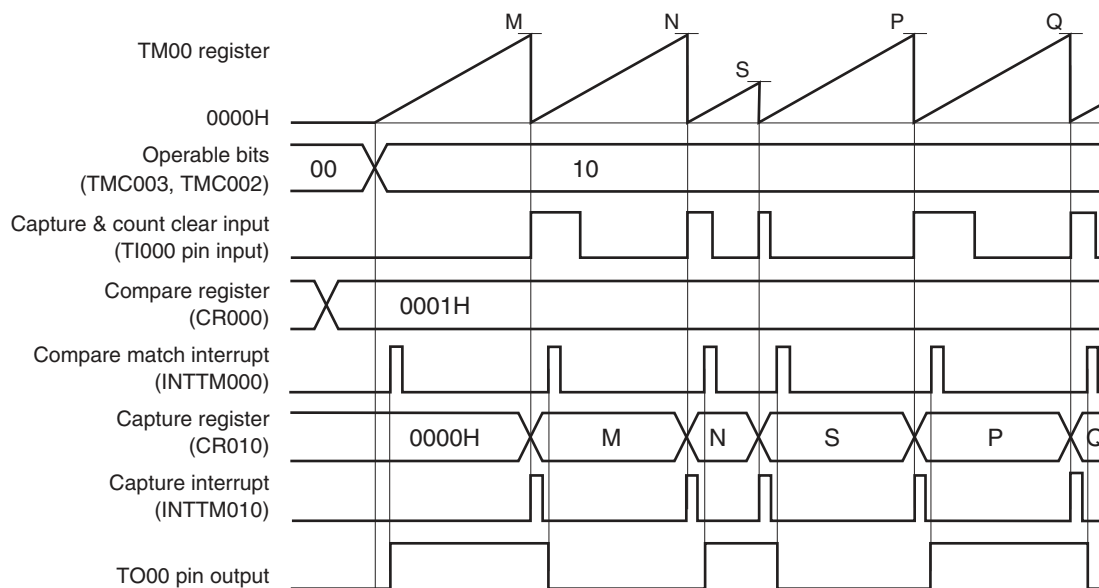 M N P Q
S
TM00 register
0000H
Operable bits
(TMC003, TMC002)
00 10
Capture & count clear input
(TI000 pin input)
Compare register
(CR000)
0001H
Compare match interrupt
(INTTM000)
Capture register
(CR010)
0000H M N S P Q
Capture interrupt
(INTTM010)
TO00 pin output